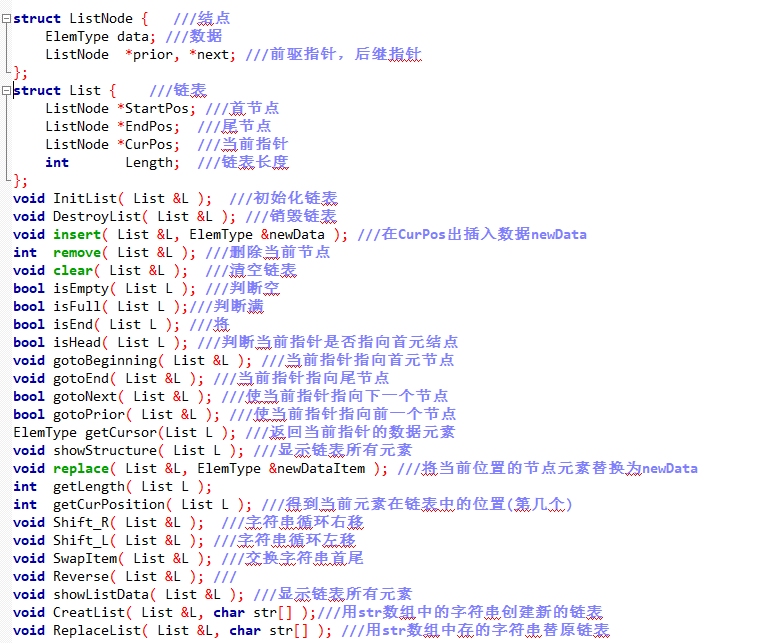 struct ListNode {   ///结点
    ElemType data; ///数据
    ListNode  *prior, *next; ///前驱指针，后继指针
};
struct List {    ///链表
    ListNode *StartPos; ///首节点
    ListNode *EndPos;  ///尾节点
    ListNode *CurPos;  ///当前指针
    int       Length;  ///链表长度
};
void InitList( List &L );  ///初始化链表
void DestroyList( List &L ); ///销毁链表
void insert( List &L, ElemType &newData ); ///在CurPos出插入数据newData
int  remove( List &L ); ///删除当前节点
void clear( List &L );  ///清空链表
bool isEmpty( List L ); ///判断空
bool isFull( List L );///判断满
bool isEnd( List L ); ///将
bool isHead( List L ); ///判断当前指针是否指向首元结点
void gotoBeginning( List &L ); ///当前指针指向首元节点
void gotoEnd( List &L ); ///当前指针指向尾节点
bool gotoNext( List &L ); ///使当前指针指向下一个节点
bool gotoPrior( List &L ); ///使当前指针指向前一个节点
ElemType getCursor(List L ); ///返回当前指针的数据元素
void showStructure( List L ); ///显示链表所有元素
void replace( List &L, ElemType &newDataItem ); ///将当前位置的节点元素替换为newData
int  getLength( List L );
int  getCurPosition( List L ); ///得到当前元素在链表中的位置(第几个)
void Shift_R( List &L );  ///字符串循环右移
void Shift_L( List &L ); ///字符串循环左移
void SwapItem( List &L ); ///交换字符串首尾
void Reverse( List &L ); ///
void showListData( List &L ); ///显示链表所有元素
void CreatList( List &L, char str[] );///用str数组中的字符串创建新的链表
void ReplaceList( List &L, char str[] ); ///用str数组中在的字符串替原链表